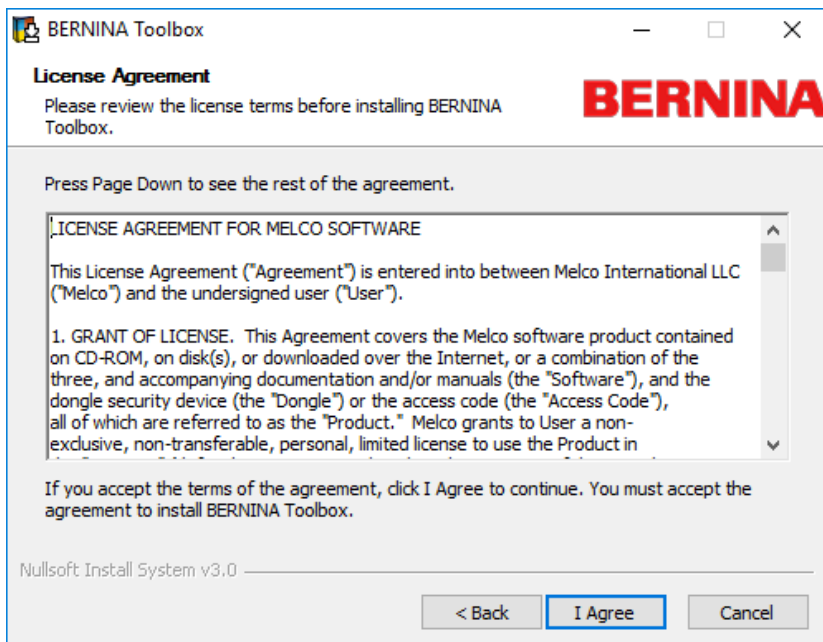 BERNINA Toolbox
License Agreement
Please review the license terms before installing BERNINA
Toolbox.
BERNINA
Press Page Down to see the rest of the agreement.
LICENSE AGREEMENT FOR MELCO SOFTWARE
This License Agreement ("Agreement") is entered into between Melco International LLC
("Melco") and the undersigned user ("User").
1. GRANT OF LICENSE.  This Agreement covers the Melco software product contained
on CD-ROM, on disk(s), or downloaded over the Internet, or a combination of the
three, and accompanying documentation and/or manuals (the "Software"), and the
dongle security device (the "Dongle") or the access code (the "Access Code"),
all of which are referred to as the "Product."  Melco grants to User a non-
exclusive, non-transferable, personal, limited license to use the Product in
If you accept the terms of the agreement, click I Agree to continue. You must accept the
agreement to install BERNINA Toolbox.
Nullsoft Install System v3.0
< Back
I Agree
Cancel